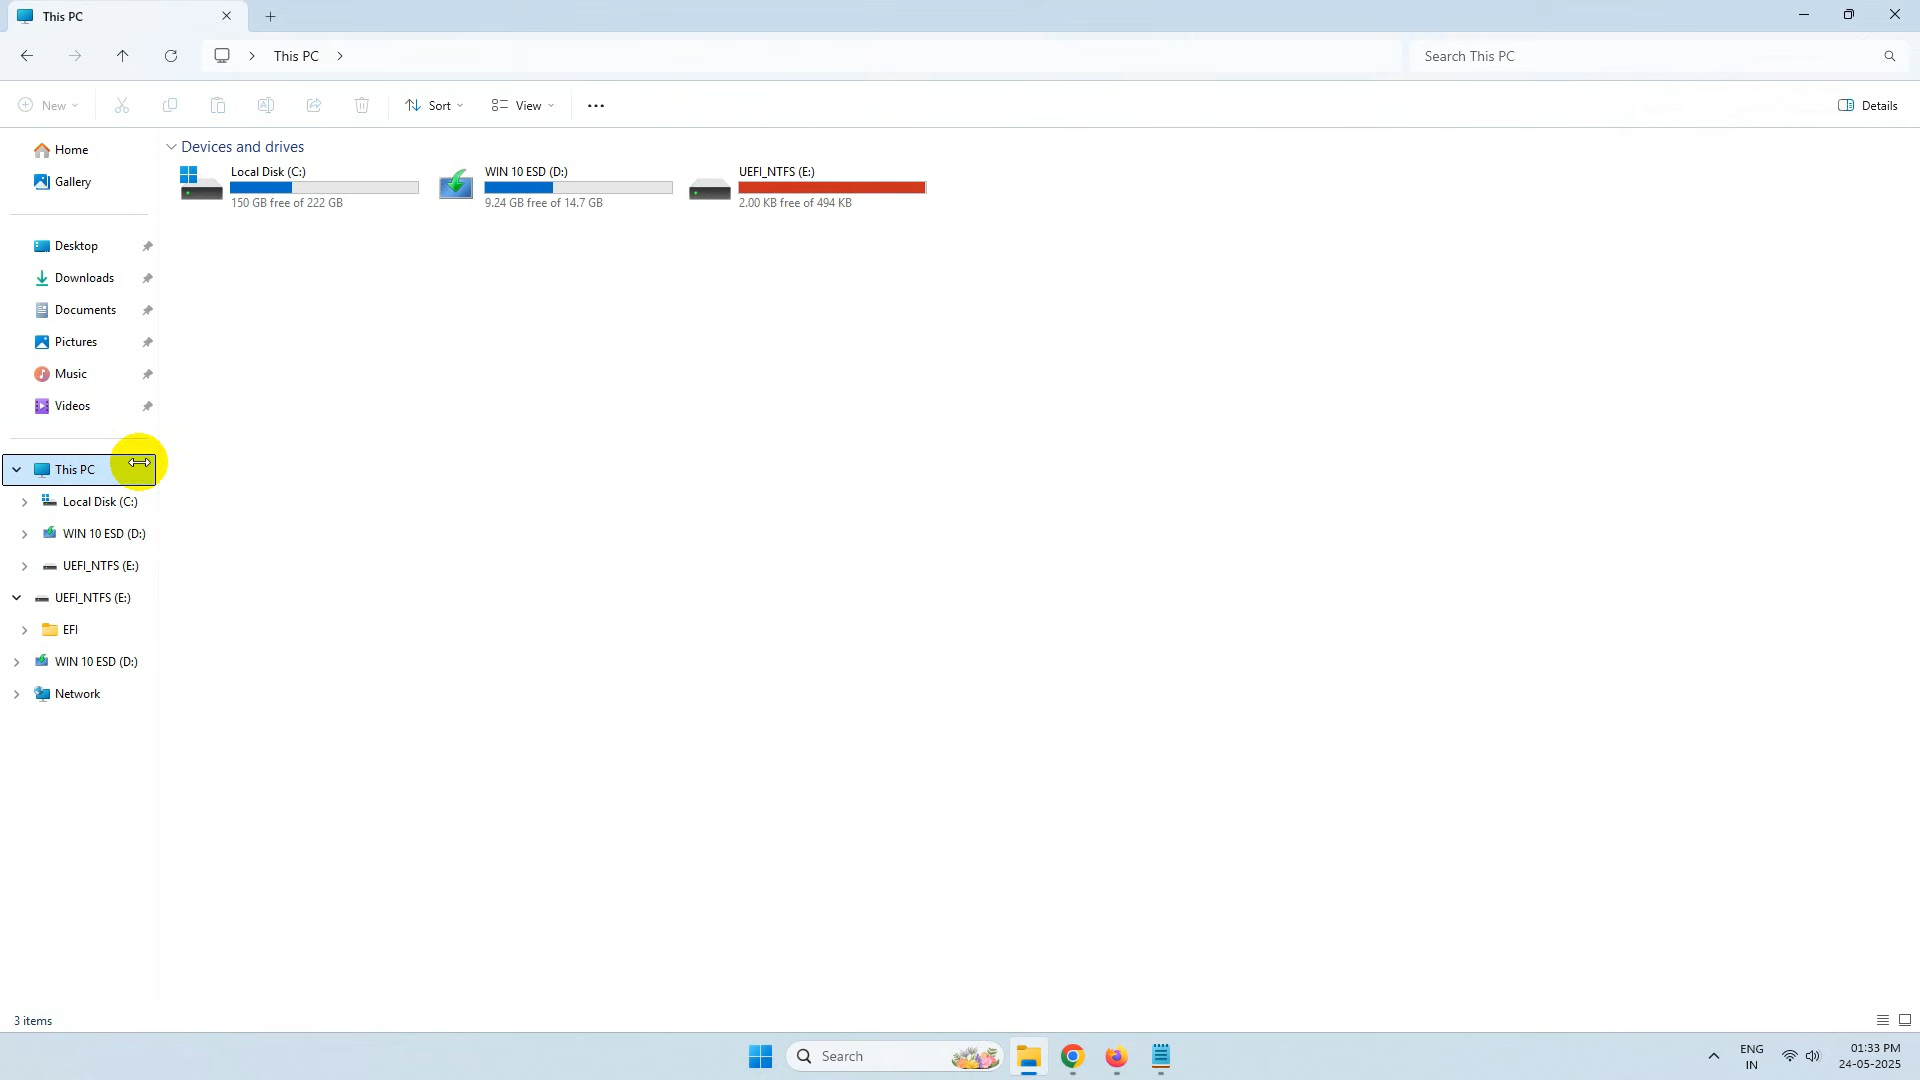 This PC
This PC
Search This PC
New
Sort
View
Details
Home
Gallery
Desktop
Downloads
Documents
Pictures
Music
Videos
This PC
Local Disk (C:)
WIN 10 ESD (D:)
UEFI_NTFS (E:)
UEFI_NTFS (E:)
EFI
WIN 10 ESD (D:)
Network
Devices and drives
Local Disk (C:)
150 GB free of 222 GB
WIN 10 ESD (D:)
9.24 GB free of 14.7 GB
UEFI_NTFS (E:)
2.00 KB free of 494 KB
3 items
Search
ENG
IN
01:33 PM
24-05-2025